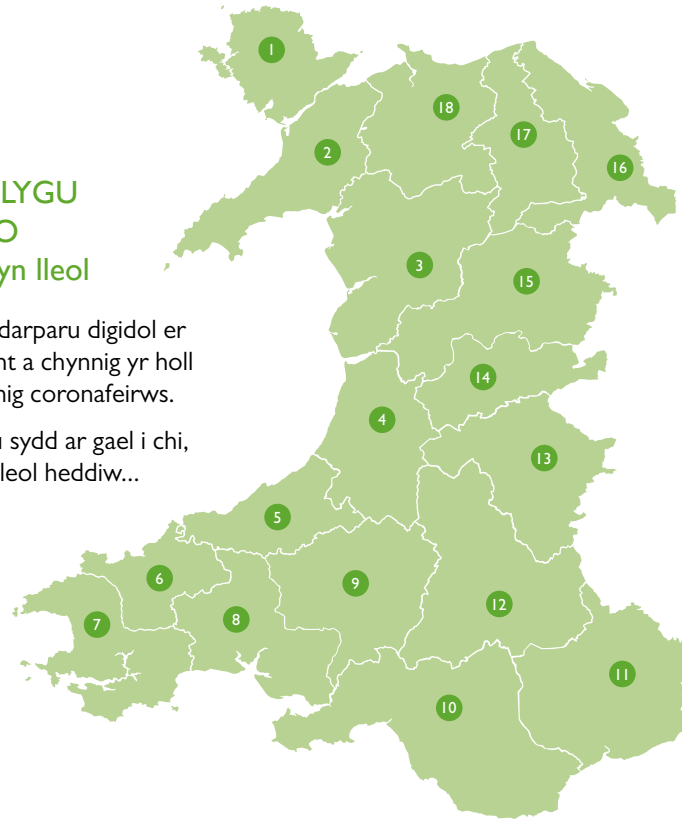 LYGU
O
yn lleol
darparu digidol er
nt a chynnig yr holl
nig coronafeirws.
u sydd ar gael i chi,
lleol heddiw...
1
18
17
2
16
3
15
14
4
13
5
6
9
12
7
8
11
10